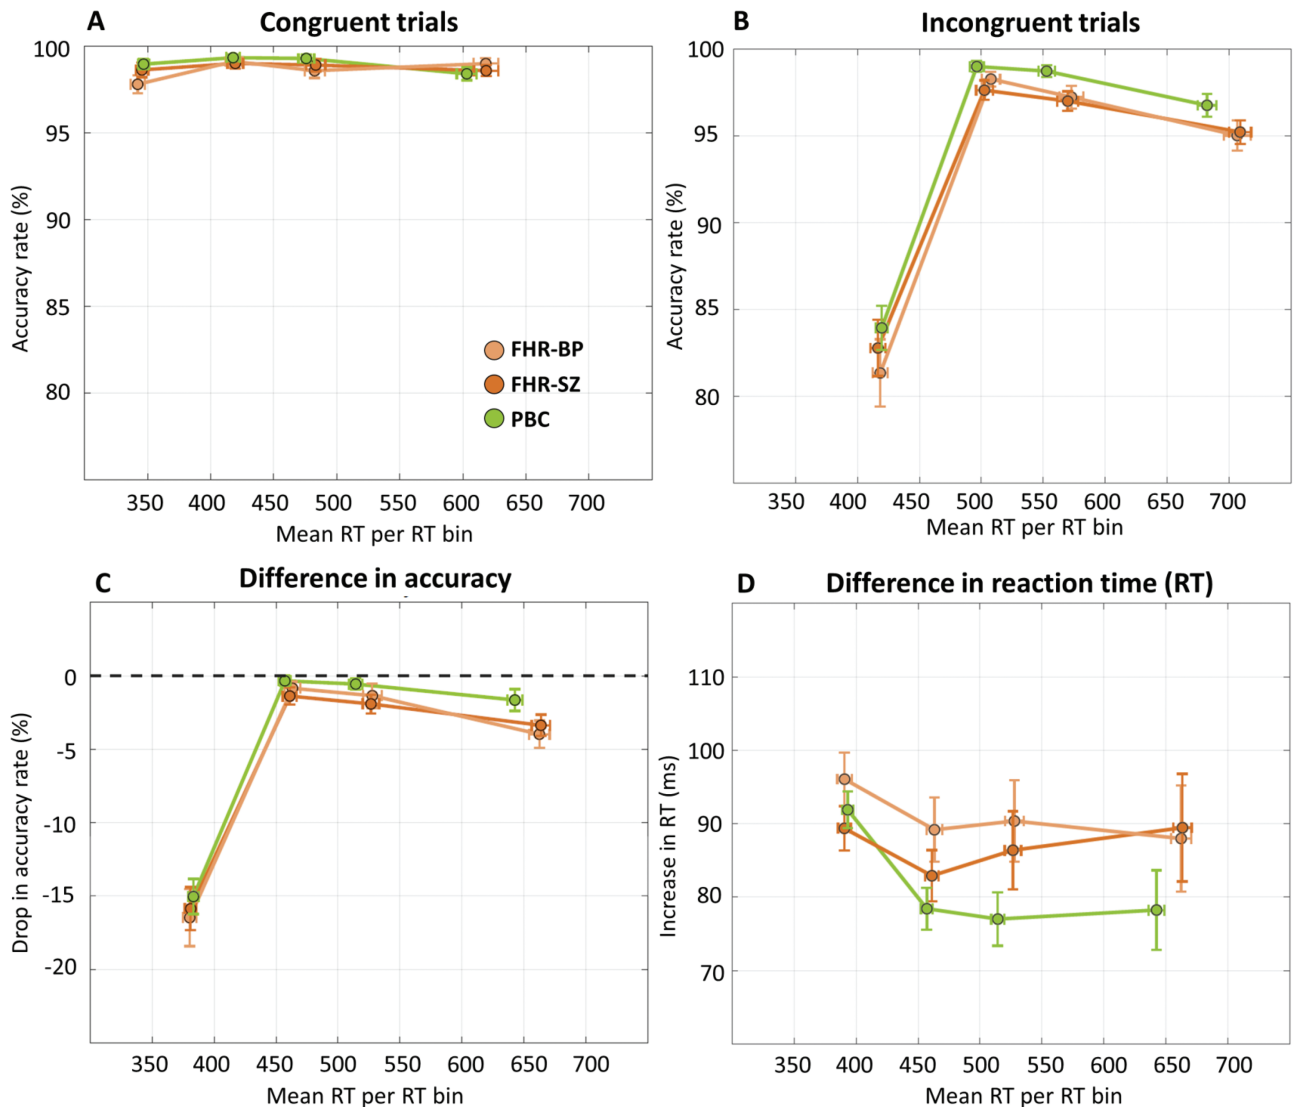 A Congruent trials
100
95
90
85
80
Accuracy rate (%)
FHR-BP
FHR-SZ
PBC
350 400 450 500 550 600 650 700
Mean RT per RT bin
B Incongruent trials
100
95
90
85
80
Accuracy rate (%)
350 400 450 500 550 600 650 700
Mean RT per RT bin
C Difference in accuracy
0
-5
-10
-15
-20
Drop in accuracy rate (%)
350 400 450 500 550 600 650 700
Mean RT per RT bin
D Difference in reaction time (RT)
110
100
90
80
70
Increase in RT (ms)
350 400 450 500 550 600 650 700
Mean RT per RT bin